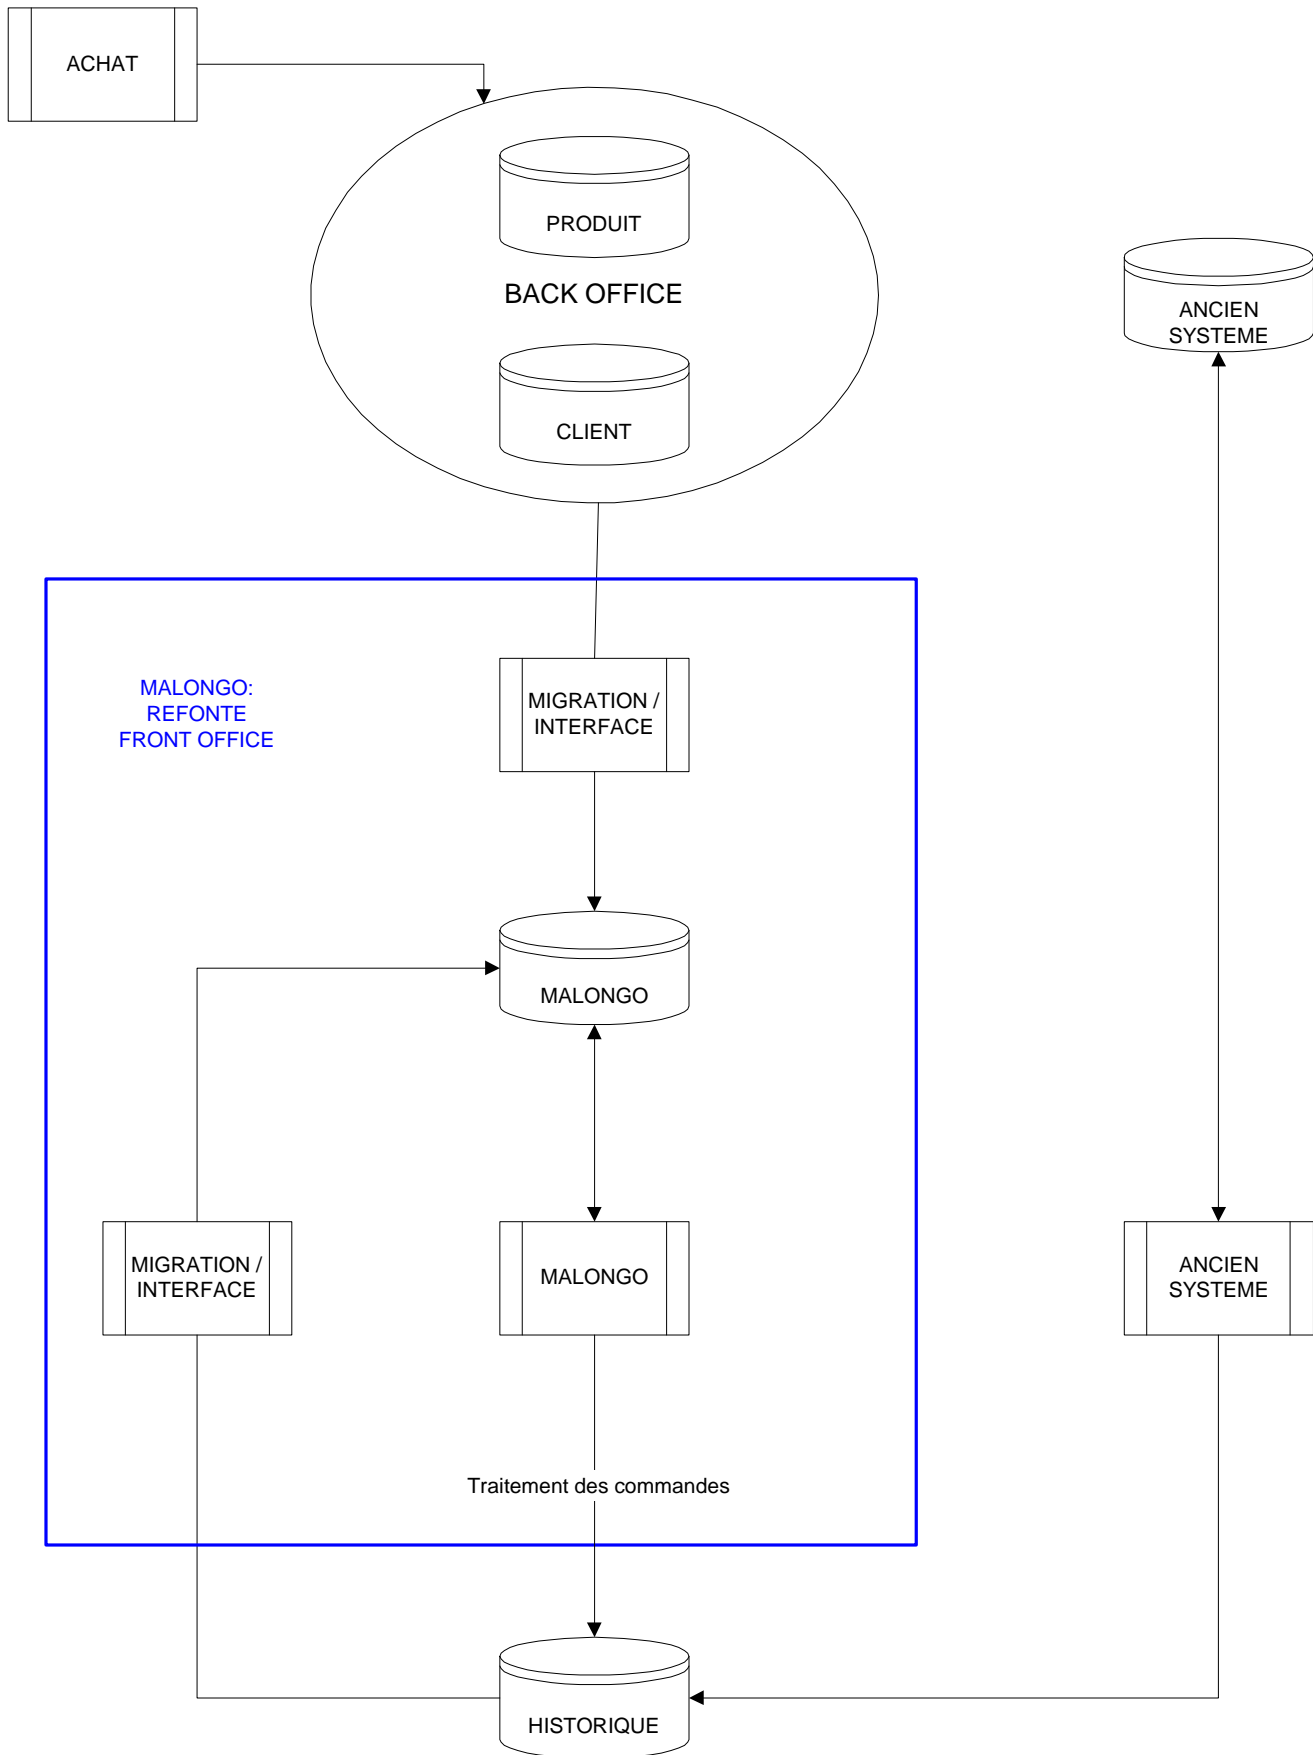 ACHAT
PRODUIT
BACK OFFICE
CLIENT
ANCIEN
SYSTEME
MALONGO:
REFONTE
FRONT OFFICE
MIGRATION /
INTERFACE
MALONGO
MIGRATION /
INTERFACE
MALONGO
ANCIEN
SYSTEME
Traitement des commandes
HISTORIQUE